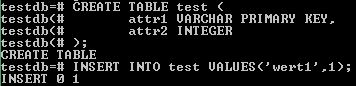 testdb=# CREATE TABLE test (
testdb(#       attr1 VARCHAR PRIMARY KEY,
testdb(#       attr2 INTEGER
testdb(# );
CREATE TABLE
testdb=# INSERT INTO test VALUES('wert1',1);
INSERT 0 1